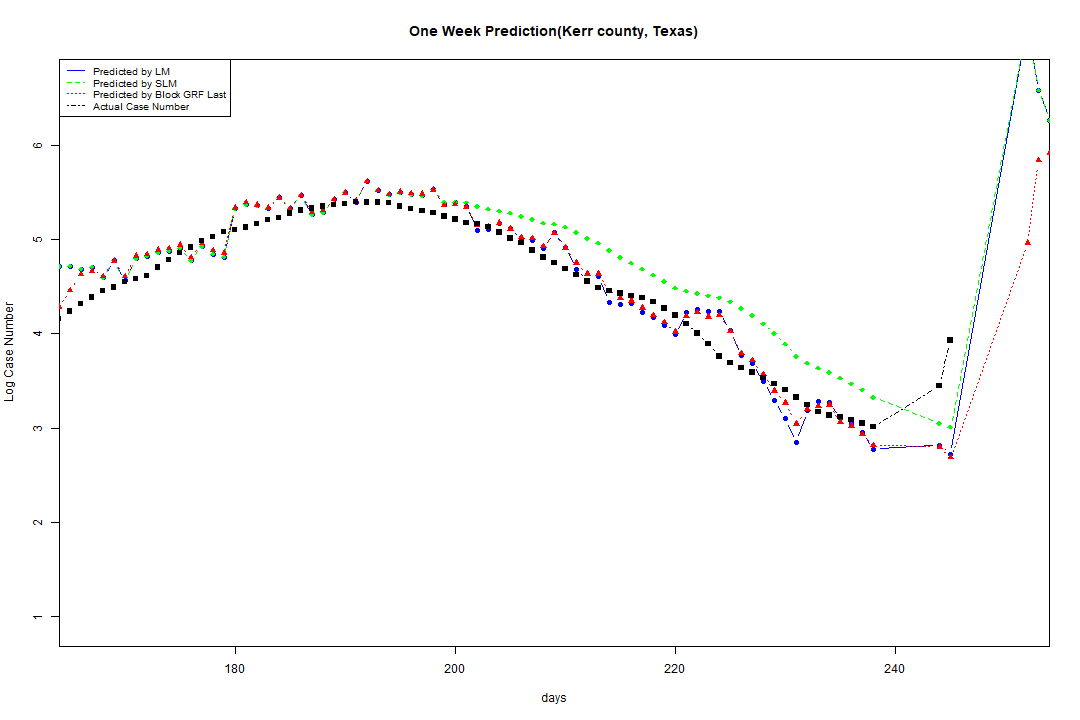 One Week Prediction(Kerr county, Texas)
Predicted by LM
Predicted by SLM
Predicted by Block GRF Last
Actual Case Number
6
5
4
3
2
1
Log Case Number
180 200 220 240
days